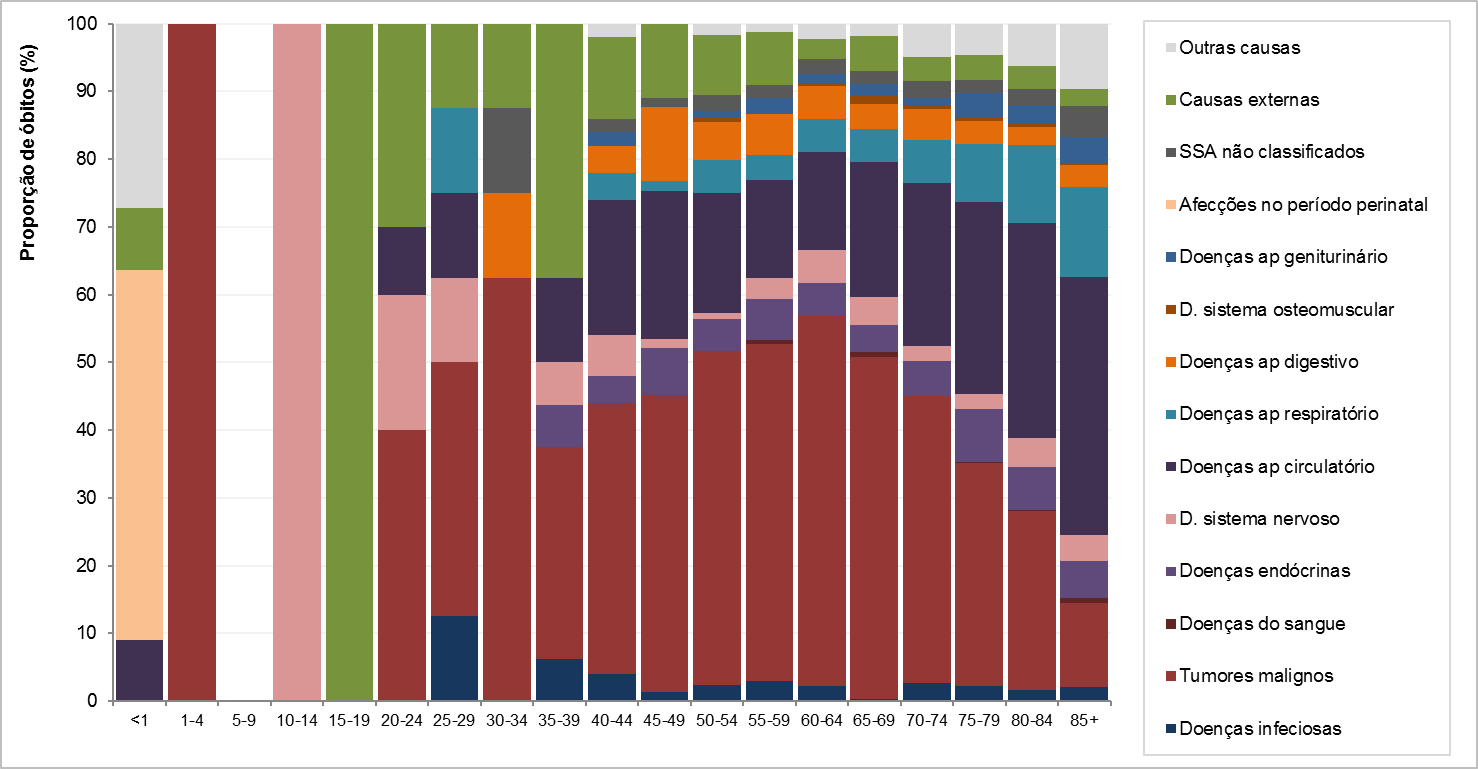 Proporção de óbitos (%)
100
90
80
70
60
50
40
30
20
10
0
<1 1-4 5-9 10-14 15-19 20-24 25-29 30-34 35-39 40-44 45-49 50-54 55-59 60-64 65-69 70-74 75-79 80-84 85+
Outras causas
Causas externas
SSA não classificados
Afecções no período perinatal
Doenças ap geniturinário
D. sistema osteomuscular
Doenças ap digestivo
Doenças ap respiratório
Doenças ap circulatório
D. sistema nervoso
Doenças endócrinas
Doenças do sangue
Tumores malignos
Doenças infeciosas